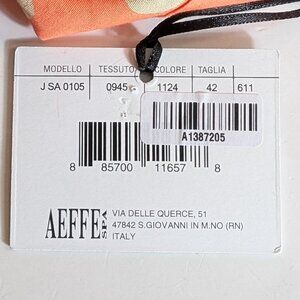 MODELLO TESSUTO COLORE TAGLIA
J SA 0105 0945 1124 42 611
A1387205
8 85700 11657 8
AEFFE SPA
VIA DELLE QUERCE, 51
47842 S.GIOVANNI IN M.NO (RN)
ITALY